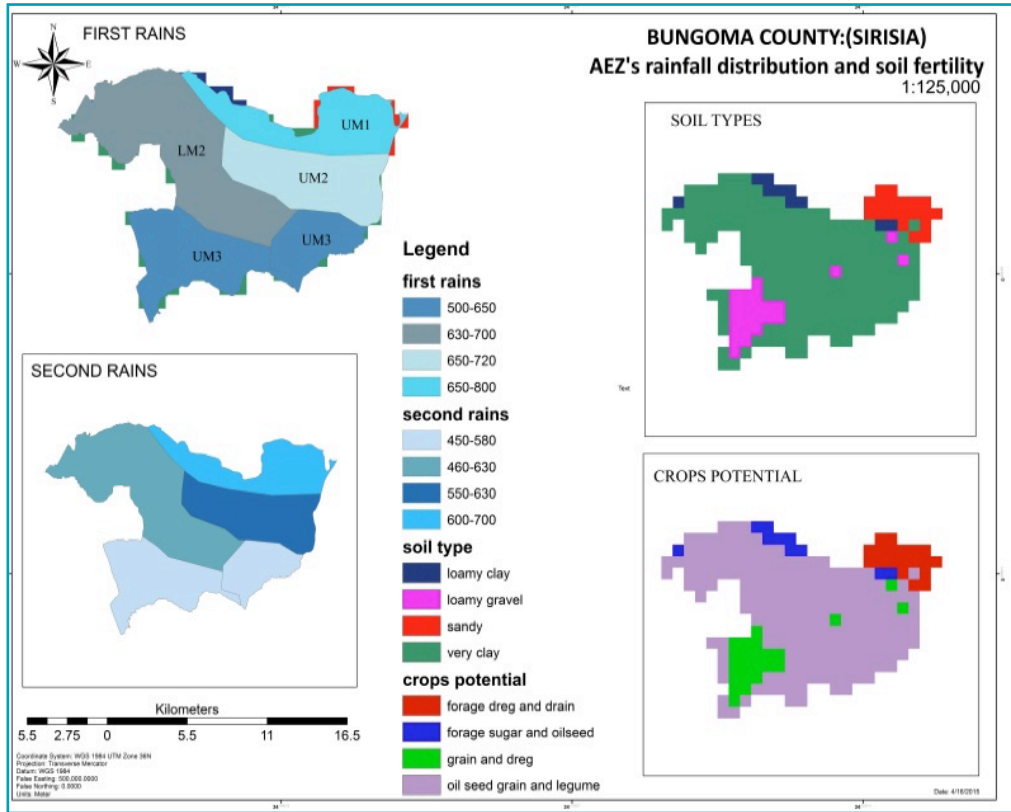 FIRST RAINS
N
W
E
S
BUNGOMA COUNTY:(SIRISIA)
AEZ's rainfall distribution and soil fertility
1:125,000
UM1
LM2
UM2
UM3
UM3
SECOND RAINS
Legend
first rains
500-650
630-700
650-720
650-800
second rains
450-580
460-630
550-630
600-700
soil type
loamy clay
loamy gravel
sandy
very clay
crops potential
forage dreg and drain
forage sugar and oilseed
grain and dreg
oil seed grain and legume
SOIL TYPES
Text
CROPS POTENTIAL
Kilometers
5.5 2.75 0 5.5 11 16.5
Coordinate System: WGS 1984 UTM Zone 36N
Projection: Transverse Mercator
Datum: WGS 1984
False Easting: 500,000.0000
False Northing: 0.0000
Units: Meter
Date: 4/16/2015